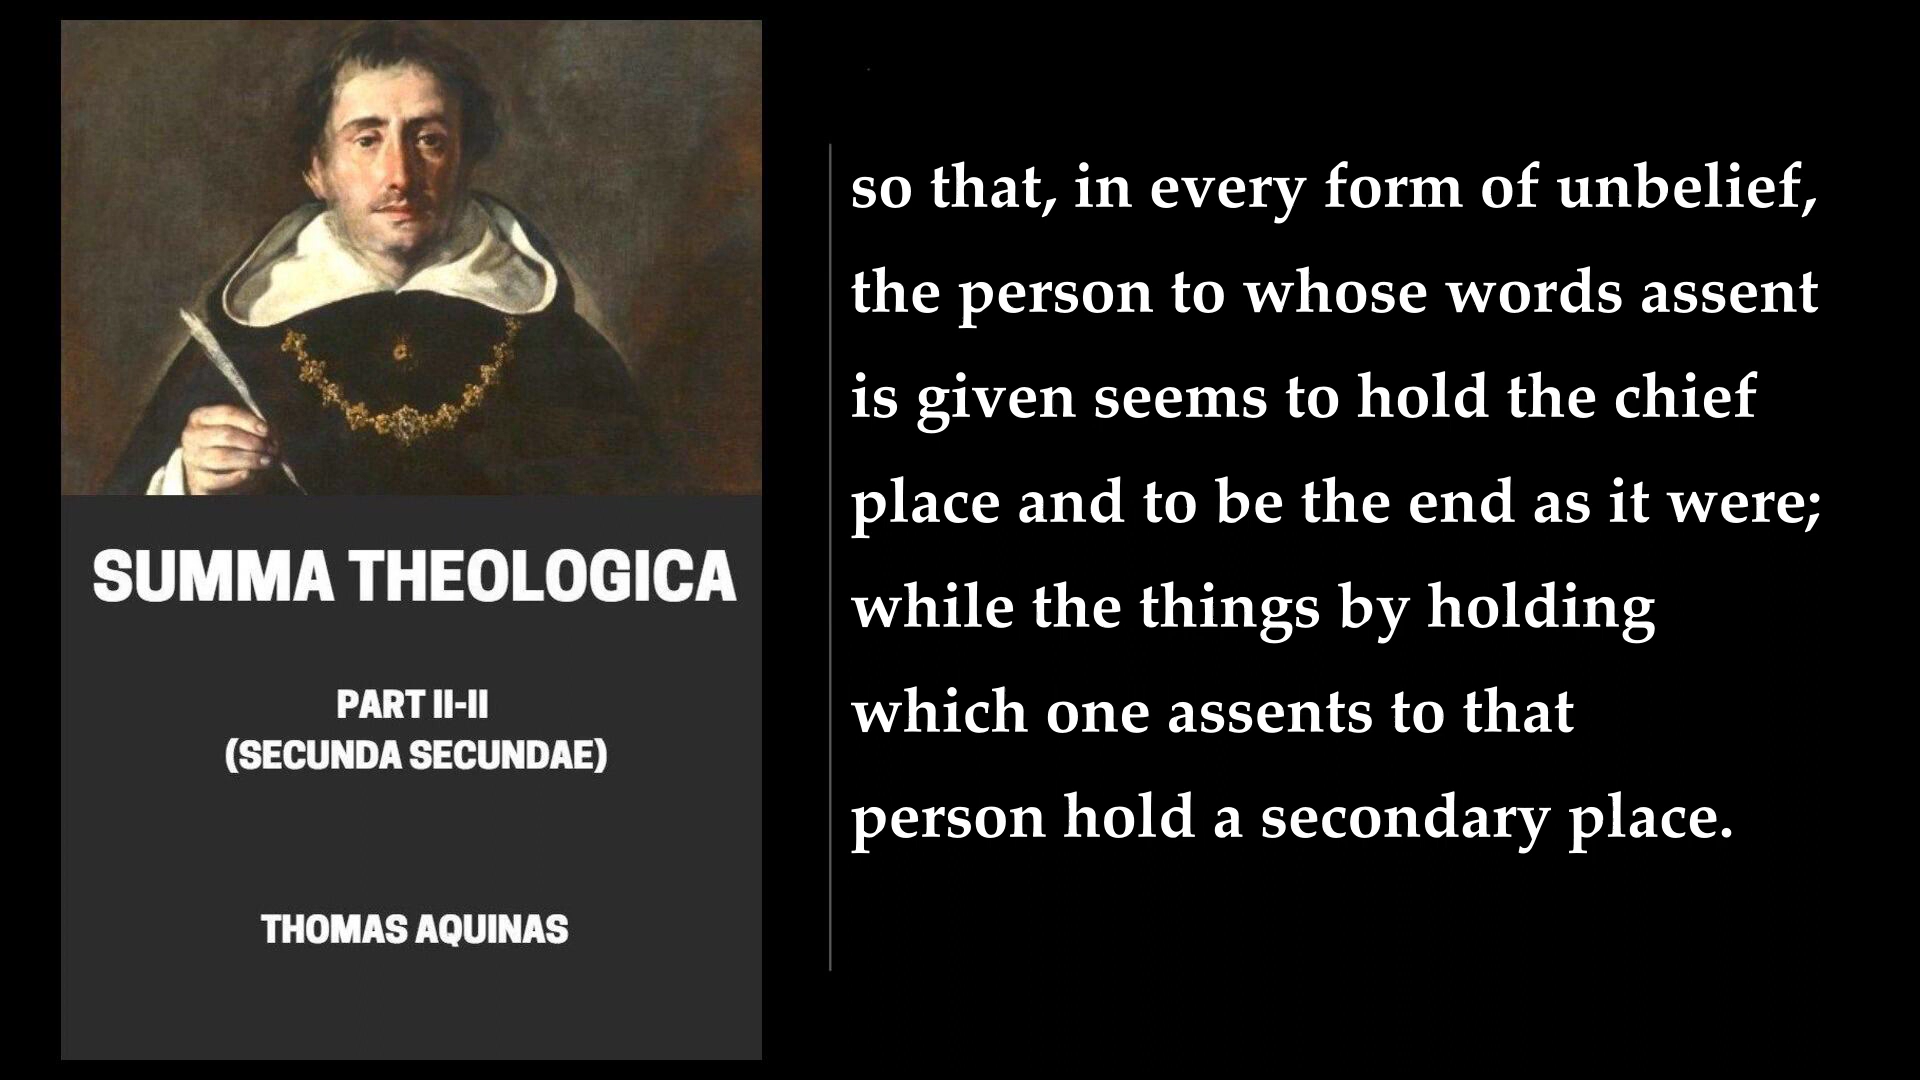 SUMMA THEOLOGICA
PART II-II
(SECUNDA SECUNDAE)
THOMAS AQUINAS
so that, in every form of unbelief,
the person to whose words assent
is given seems to hold the chief
place and to be the end as it were;
while the things by holding
which one assents to that
person hold a secondary place.